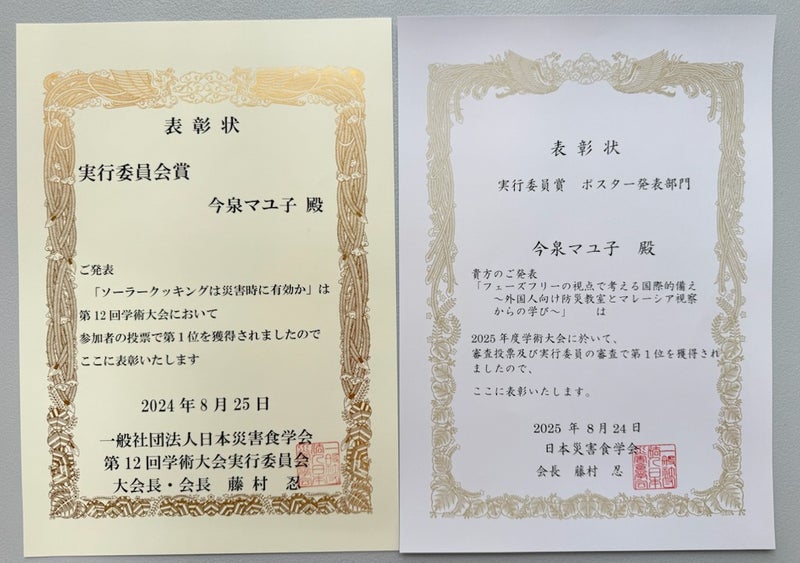 表彰状
実行委員会賞
今泉マユ子 殿
ご発表
「ソーラークッキングは災害時に有効か」は
第12回学術大会において
参加者の投票で第1位を獲得されましたので
ここに表彰いたします
2024年8月25日
一般社団法人日本災害食学会
第12回学術大会実行委員会
大会長・会長 藤村 忍
表彰状
実行委員賞 ポスター発表部門
今泉マユ子 殿
貴方のご発表
「フェーズフリーの視点で考える国際的備え
～外国人向け防災教室とマレーシア視察
からの学び～」 は
2025年度学術大会に於いて、
審査投票及び実行委員の審査で第1位を獲得され
ましたので、
ここに表彰いたします。
2025 年 8月24日
日本災害食学会
会長 藤村 忍